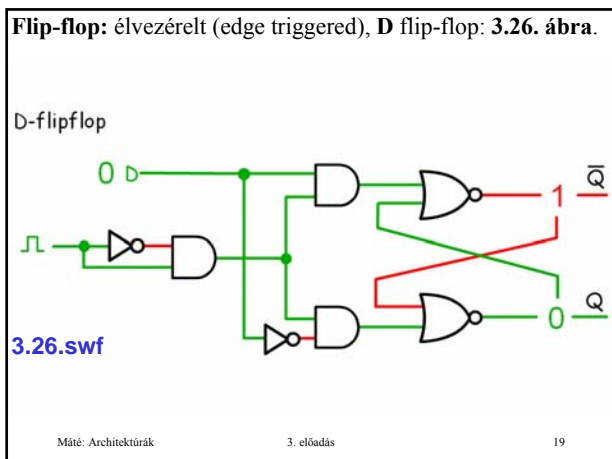 Flip-flop: élvezérelt (edge triggered), D flip-flop: 3.26. ábra.
D-flipflop
0 D
Q̅
1
Q
0
3.26.swf
Máté: Architektúrák 3. előadás 19